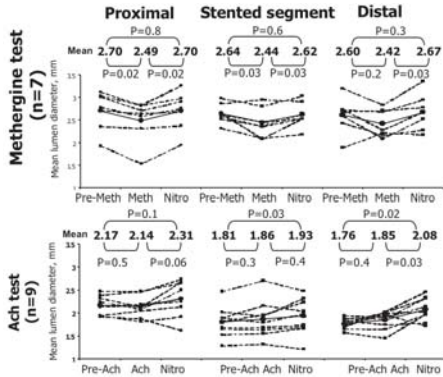 Proximal Stented segment Distal
P=0.8 P=0.6 P=0.3
Mean 2.70 2.49 2.70 2.64 2.44 2.62 2.60 2.42 2.67
P=0.02 P=0.02 P=0.03 P=0.03 P=0.2 P=0.03
Methergine test
(n=7)
Mean lumen diameter, mm
3.5
3
2.5
2
1.5
1
Pre-Meth Meth Nitro Pre-Meth Meth Nitro Pre-Meth Meth Nitro
P=0.1 P=0.03 P=0.02
Mean 2.17 2.14 2.31 1.81 1.86 1.93 1.76 1.85 2.08
P=0.5 P=0.06 P=0.3 P=0.4 P=0.4 P=0.03
Ach test
(n=9)
Mean lumen diameter, mm
3.5
3
2.5
2
1.5
1
Pre-Ach Ach Nitro Pre-Ach Ach Nitro Pre-Ach Ach Nitro